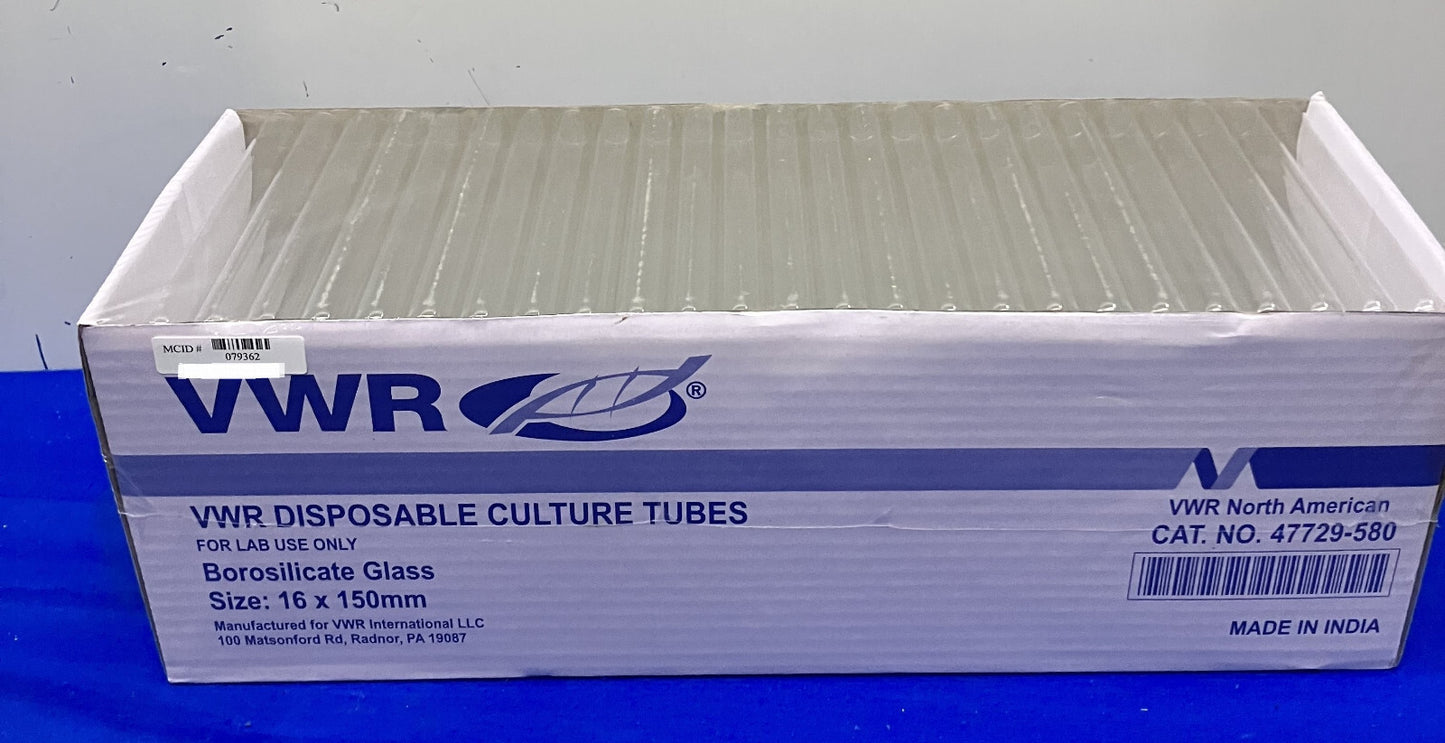 MCID #
079362
VWR ®
VWR DISPOSABLE CULTURE TUBES
FOR LAB USE ONLY
Borosilicate Glass
Size: 16 x 150mm
Manufactured for VWR International LLC
100 Matsonford Rd, Radnor, PA 19087
VWR North American
CAT. NO. 47729-580
MADE IN INDIA